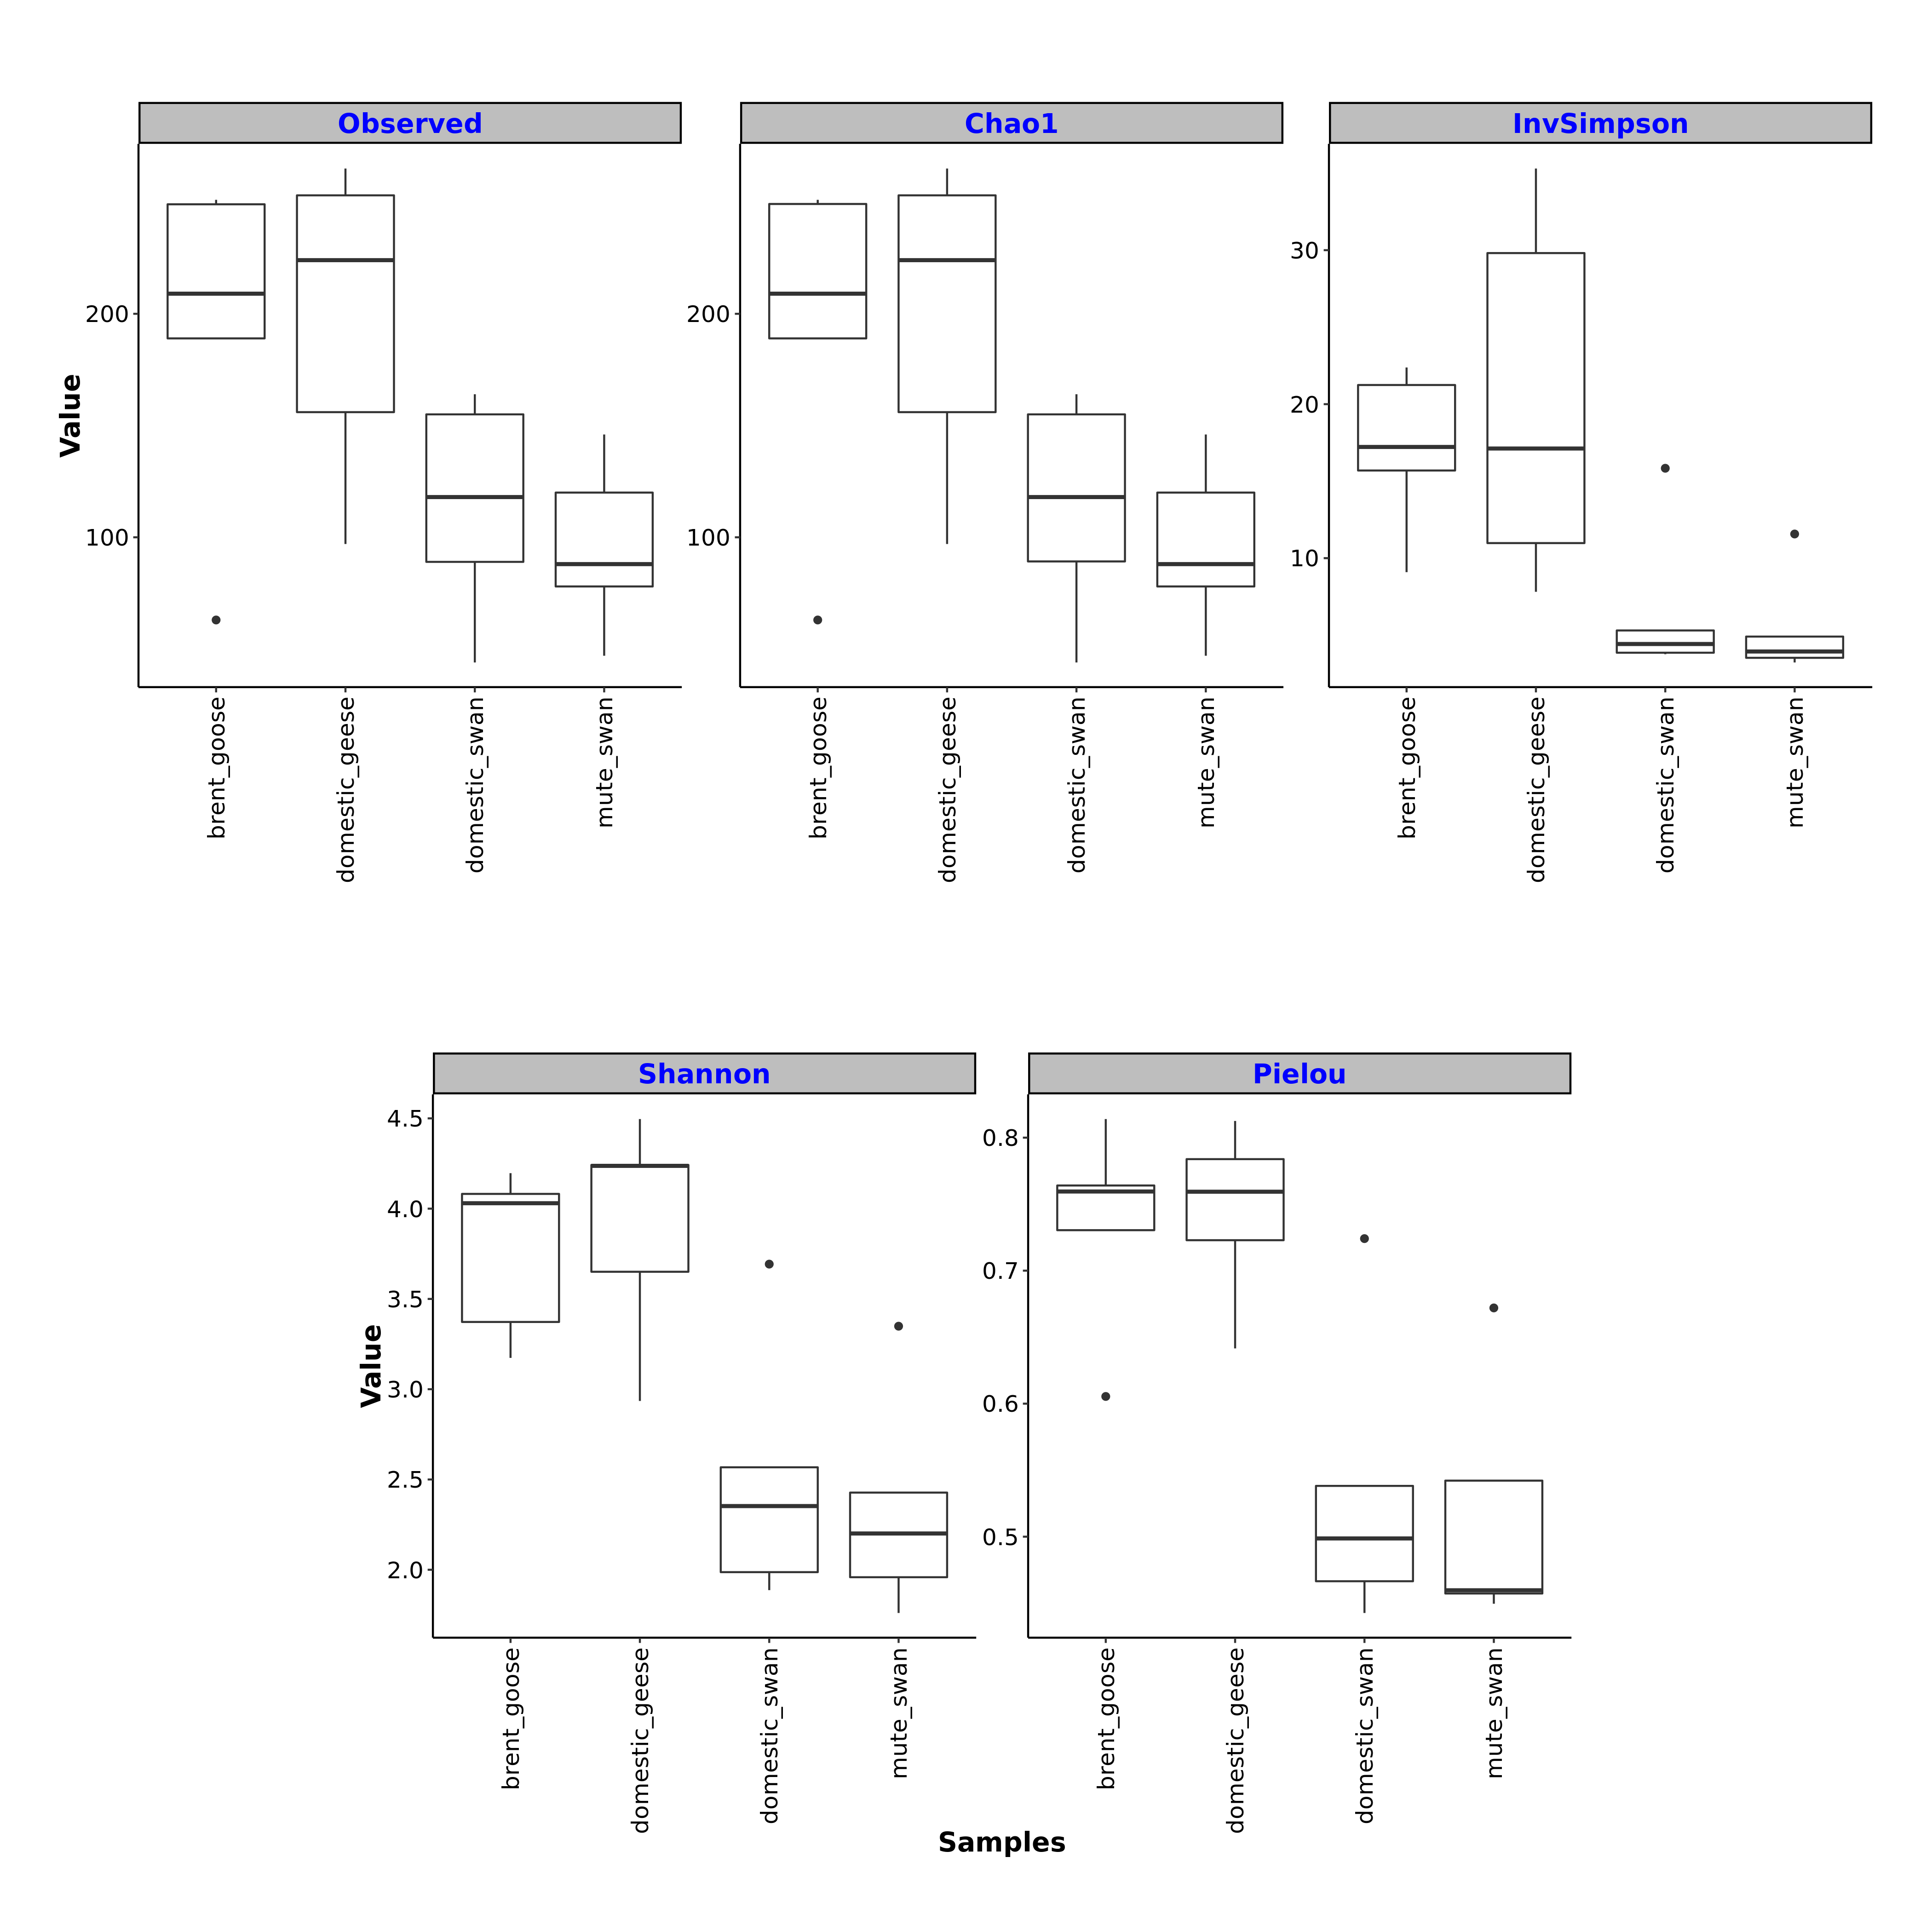 Observed
Chao1
InvSimpson
Value
200
100
200
100
30
20
10
brent_goose
domestic_geese
domestic_swan
mute_swan
brent_goose
domestic_geese
domestic_swan
mute_swan
brent_goose
domestic_geese
domestic_swan
mute_swan
Shannon
Pielou
Value
4.5
4.0
3.5
3.0
2.5
2.0
0.8
0.7
0.6
0.5
brent_goose
domestic_geese
domestic_swan
mute_swan
brent_goose
domestic_geese
domestic_swan
mute_swan
Samples